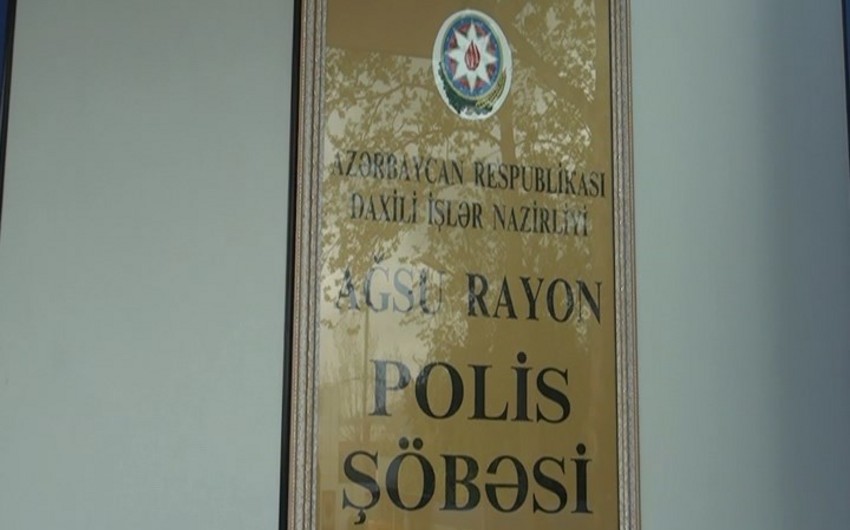 AZƏRBAYCAN RESPUBLİKASI
DAXİLİ İŞLƏR NAZİRLİYİ
AĞSU RAYON
POLİS
ŞÖBƏSİ